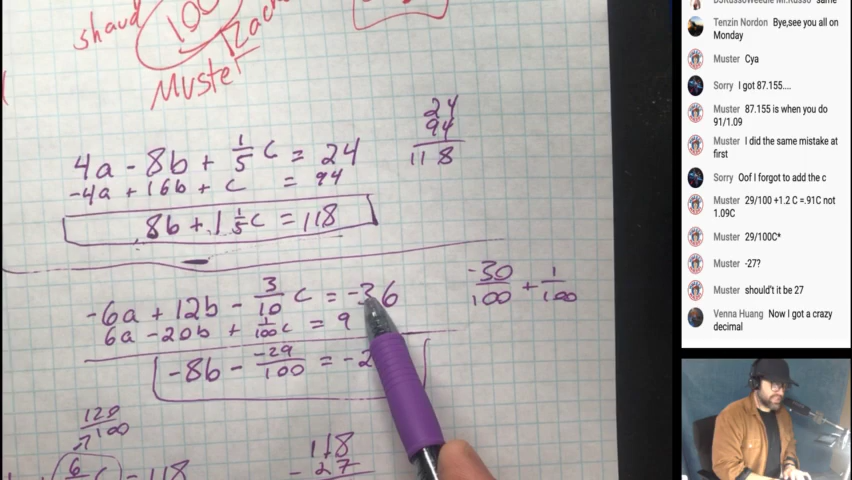 shaud
100
Zach
Muster
4a - 8b + 1/5 c = 24
-4a + 16b + c = 94
8b + 1 1/5 c = 118
24
94
118
-6a + 12b - 3/10 c = -36
6a - 20b + 1/100 c = 9
-8b - -29/100 = -2
-30/100 + 1/100
120
100
6
c = 118
118
- 27
same
Tenzin Nordon Bye,see you all on
Monday
Muster Cya
Sorry I got 87.155....
Muster 87.155 is when you do
91/1.09
Muster I did the same mistake at
first
Sorry Oof I forgot to add the c
Muster 29/100 +1.2 C =.91C not
1.09C
Muster 29/100C*
Muster -27?
Muster should't it be 27
Venna Huang Now I got a crazy
decimal